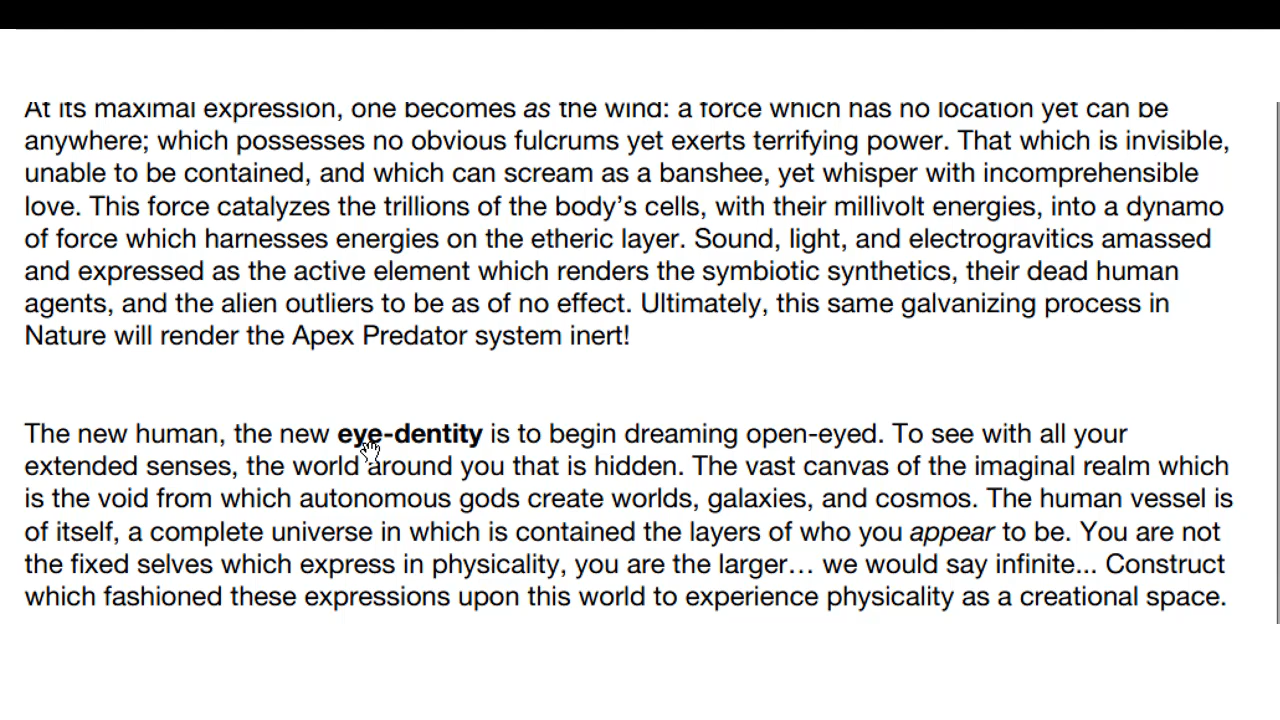 At its maximal expression, one becomes as the wind: a force which has no location yet can be
anywhere; which possesses no obvious fulcrums yet exerts terrifying power. That which is invisible,
unable to be contained, and which can scream as a banshee, yet whisper with incomprehensible
love. This force catalyzes the trillions of the body’s cells, with their millivolt energies, into a dynamo
of force which harnesses energies on the etheric layer. Sound, light, and electrogravitics amassed
and expressed as the active element which renders the symbiotic synthetics, their dead human
agents, and the alien outliers to be as of no effect. Ultimately, this same galvanizing process in
Nature will render the Apex Predator system inert!
The new human, the new eye-dentity is to begin dreaming open-eyed. To see with all your
extended senses, the world around you that is hidden. The vast canvas of the imaginal realm which
is the void from which autonomous gods create worlds, galaxies, and cosmos. The human vessel is
of itself, a complete universe in which is contained the layers of who you appear to be. You are not
the fixed selves which express in physicality, you are the larger… we would say infinite... Construct
which fashioned these expressions upon this world to experience physicality as a creational space.